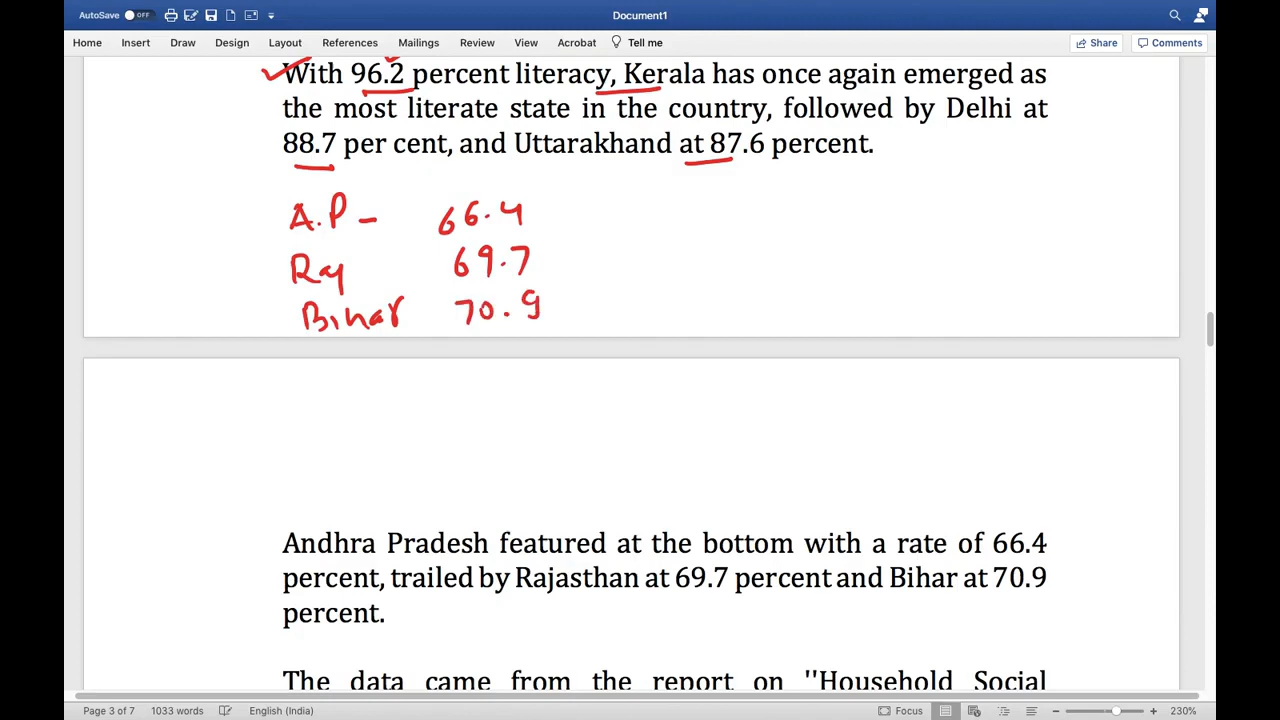 AutoSave OFF
Document1
Home Insert Draw Design Layout References Mailings Review View Acrobat Tell me
Share Comments
With 96.2 percent literacy, Kerala has once again emerged as
the most literate state in the country, followed by Delhi at
88.7 per cent, and Uttarakhand at 87.6 percent.
A.P - 66.4
Raj 69.7
Bihar 70.9
Andhra Pradesh featured at the bottom with a rate of 66.4
percent, trailed by Rajasthan at 69.7 percent and Bihar at 70.9
percent.
The data came from the report on ''Household Social
Page 3 of 7 1033 words English (India) Focus 230%